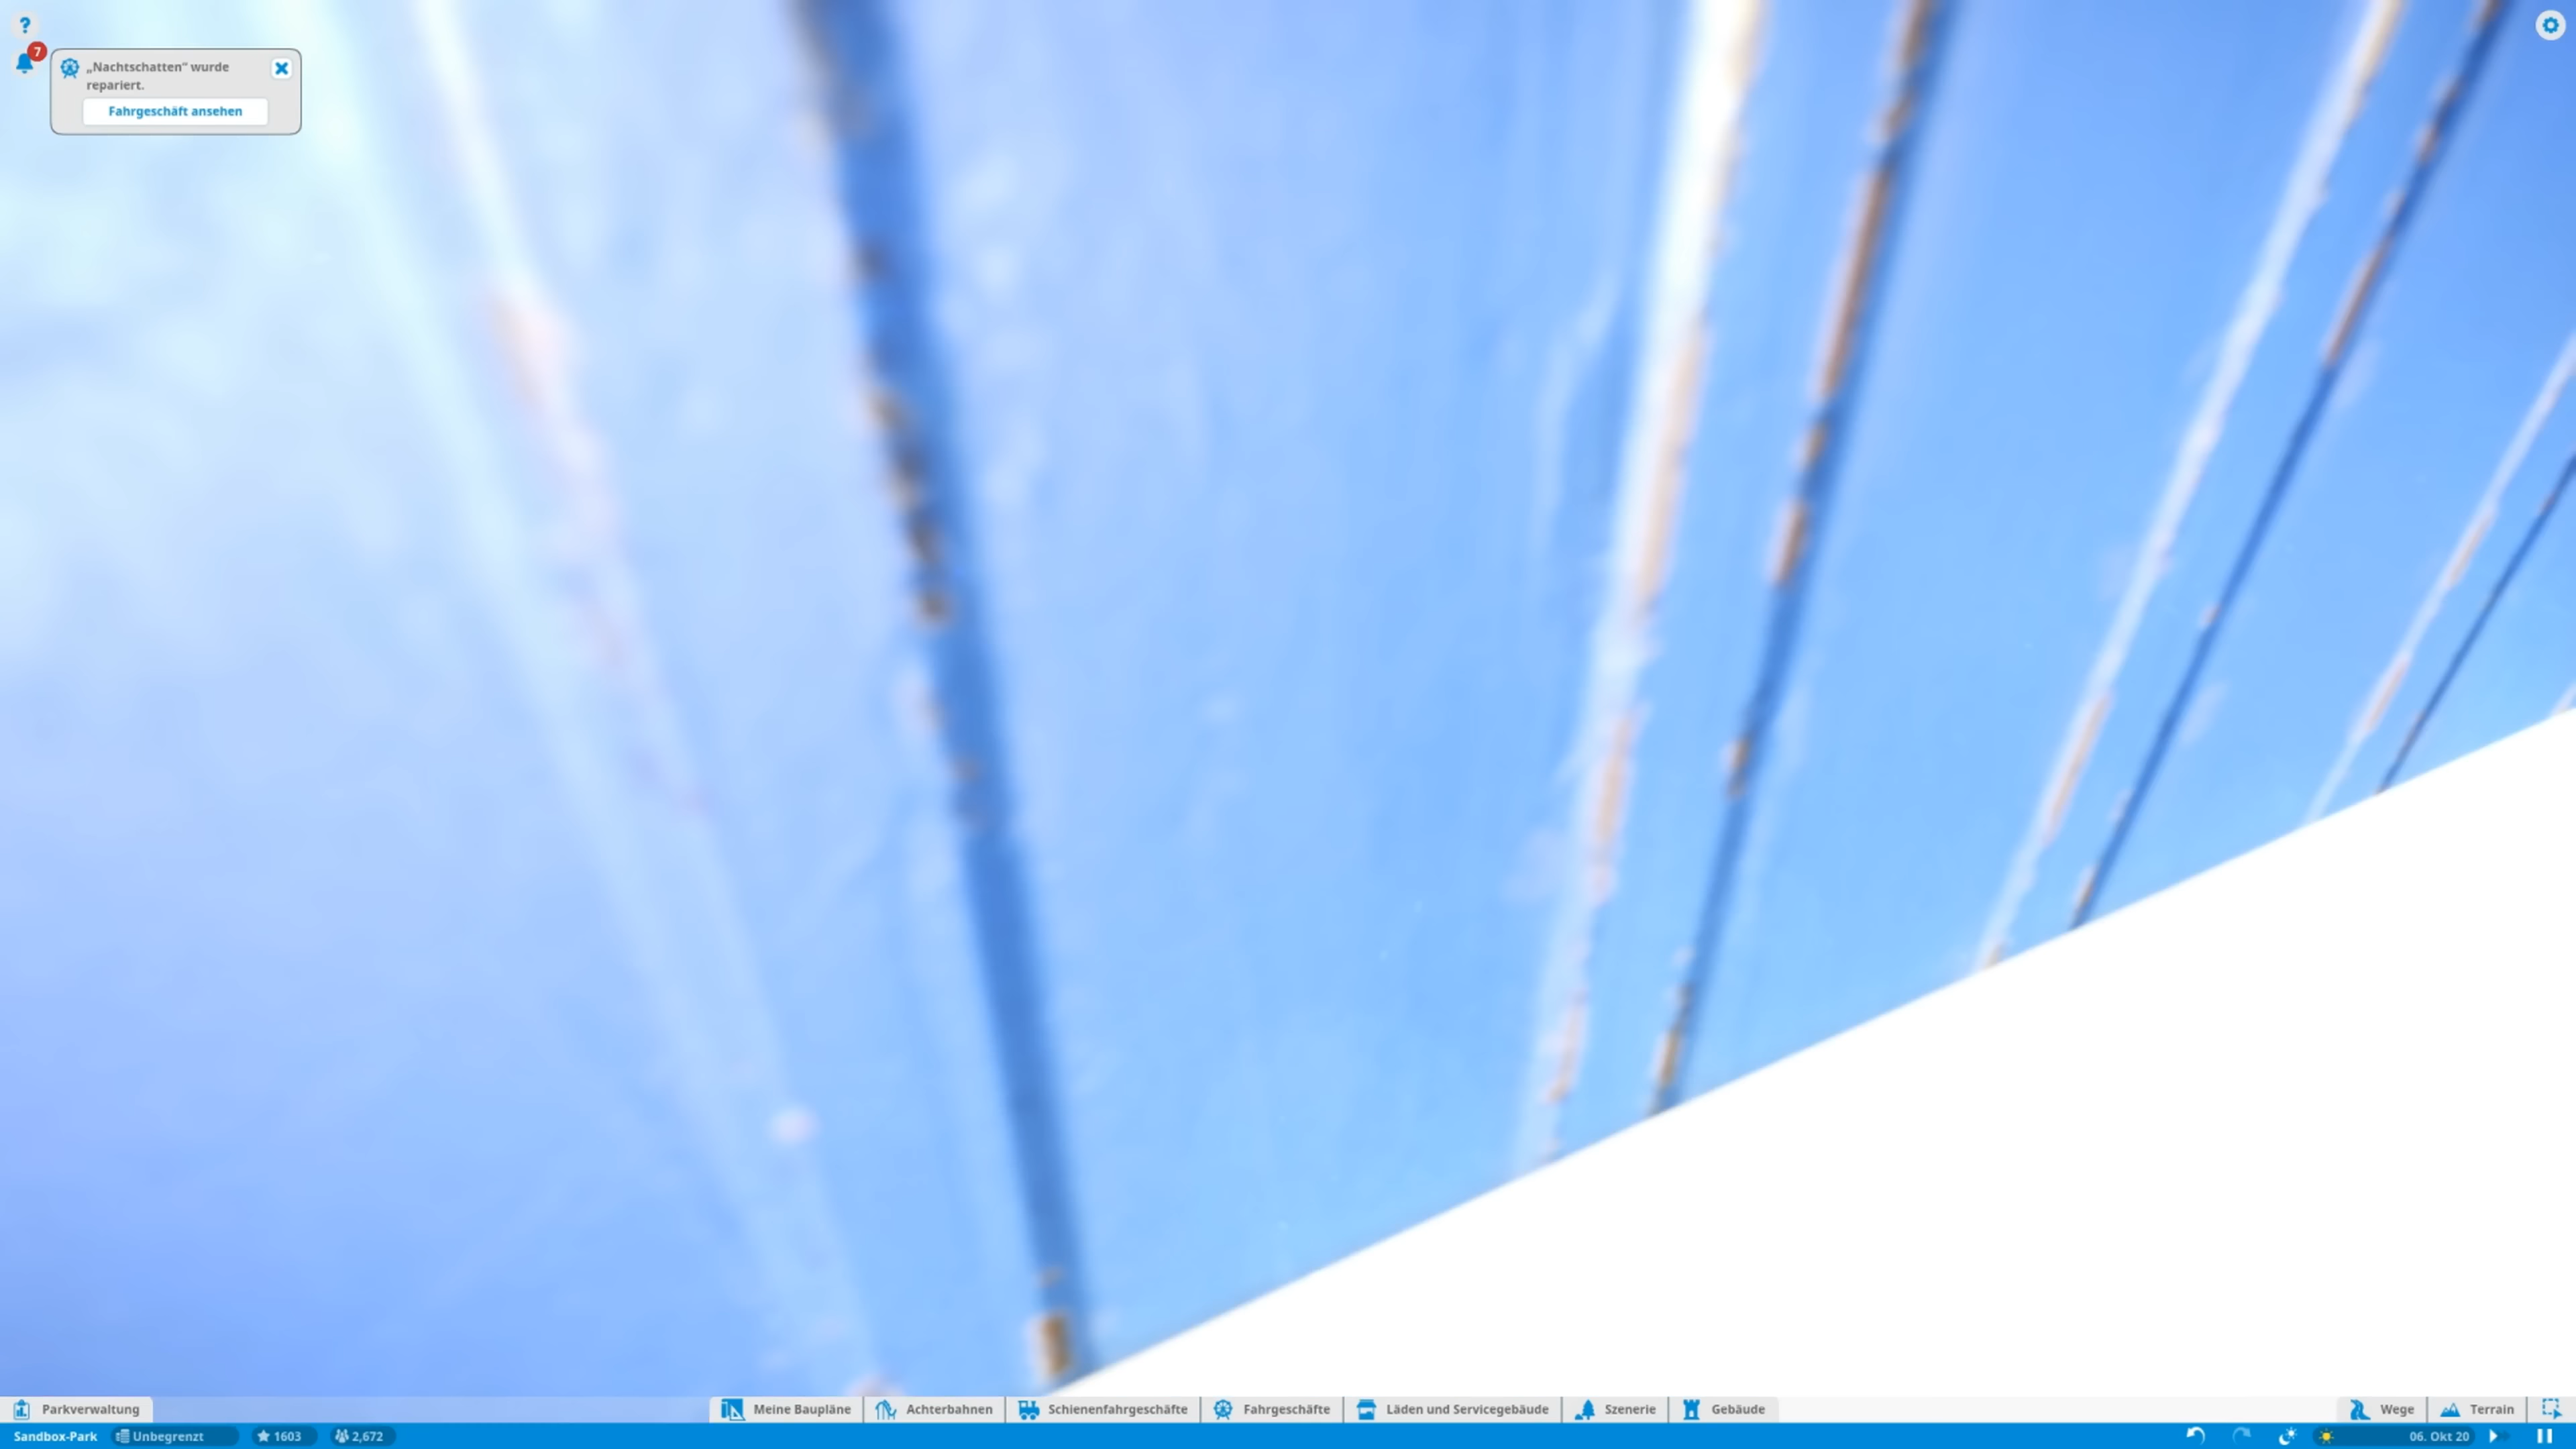 ?
7
„Nachtschatten“ wurde
repariert.
Fahrgeschäft ansehen
Parkverwaltung
Meine Baupläne
Achterbahnen
Schienenfahrgeschäfte
Fahrgeschäfte
Läden und Servicegebäude
Szenerie
Gebäude
Wege
Terrain
Sandbox-Park
Unbegrenzt
1603
2,672
06. Okt 20